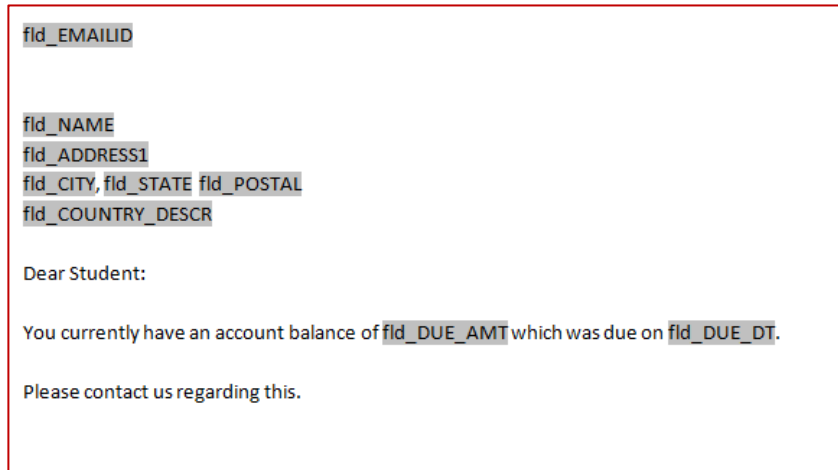 fld_EMAILID
fld_NAME
fld_ADDRESS1
fld_CITY, fld_STATE fld_POSTAL
fld_COUNTRY_DESCR
Dear Student:
You currently have an account balance of fld_DUE_AMT which was due on fld_DUE_DT.
Please contact us regarding this.